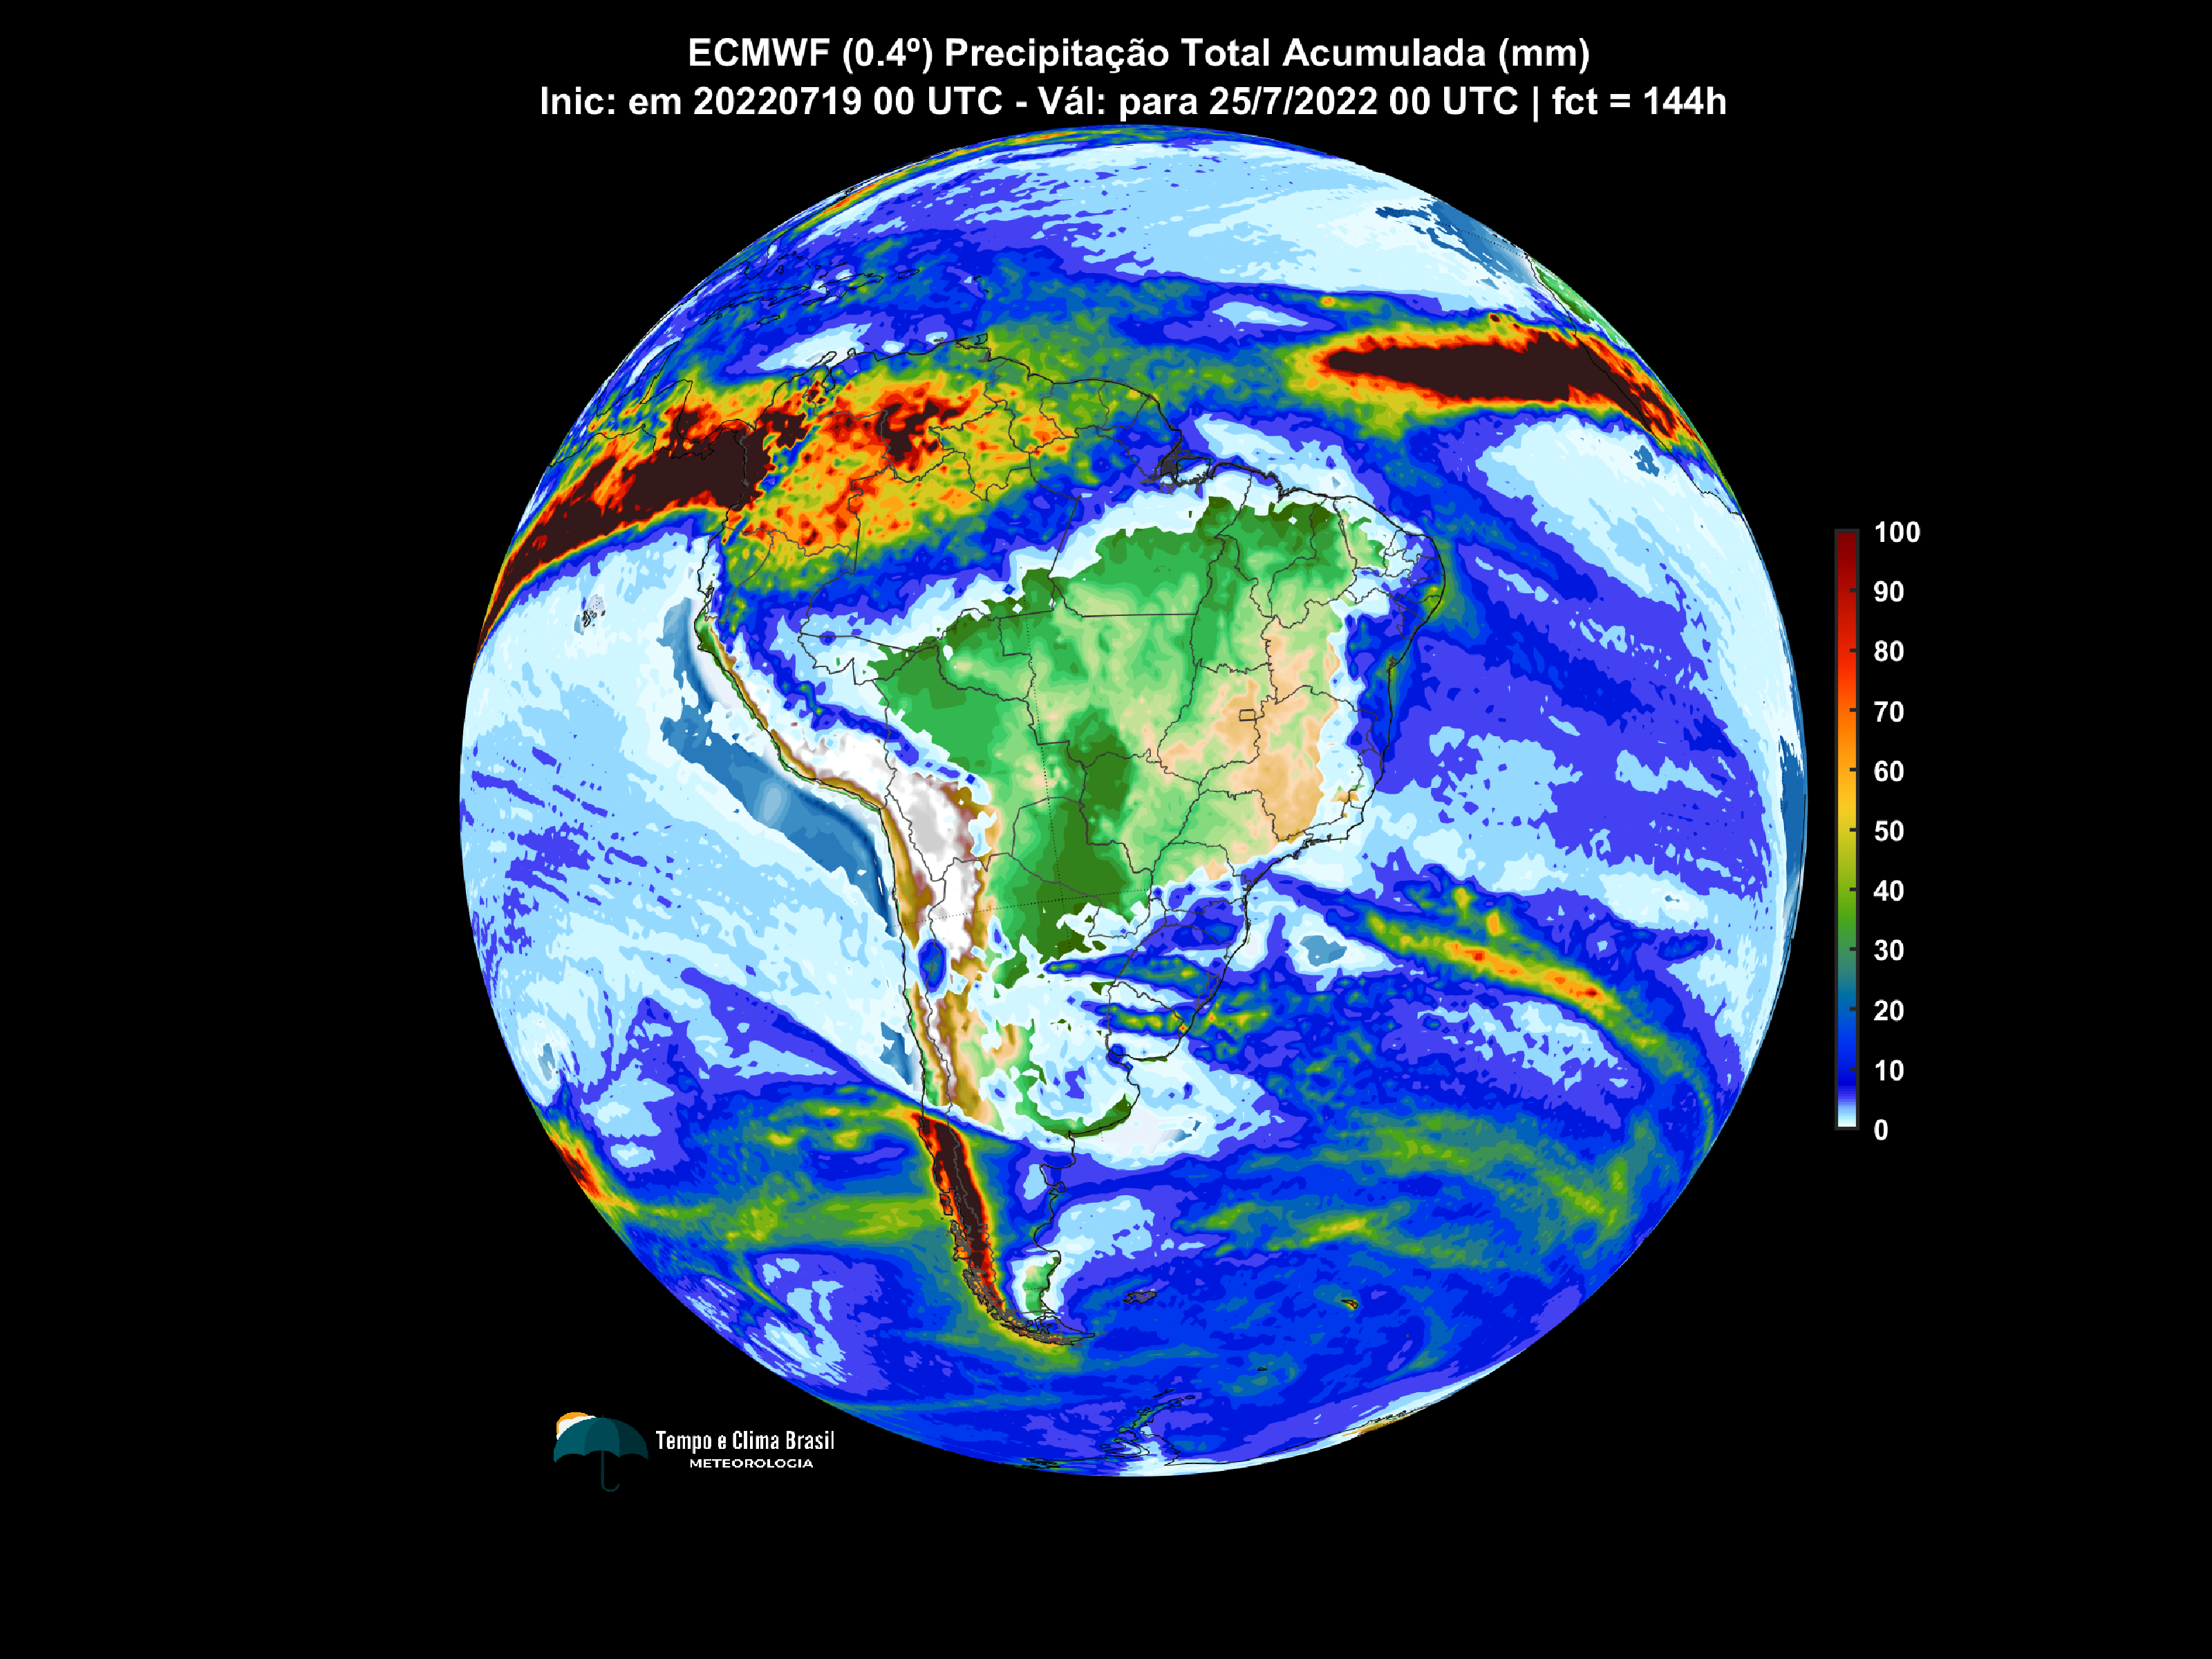 ECMWF (0.4º) Precipitação Total Acumulada (mm)
Inic: em 20220719 00 UTC - Vál: para 25/7/2022 00 UTC | fct = 144h
100
90
80
70
60
50
40
30
20
10
0
Tempo e Clima Brasil
METEOROLOGIA